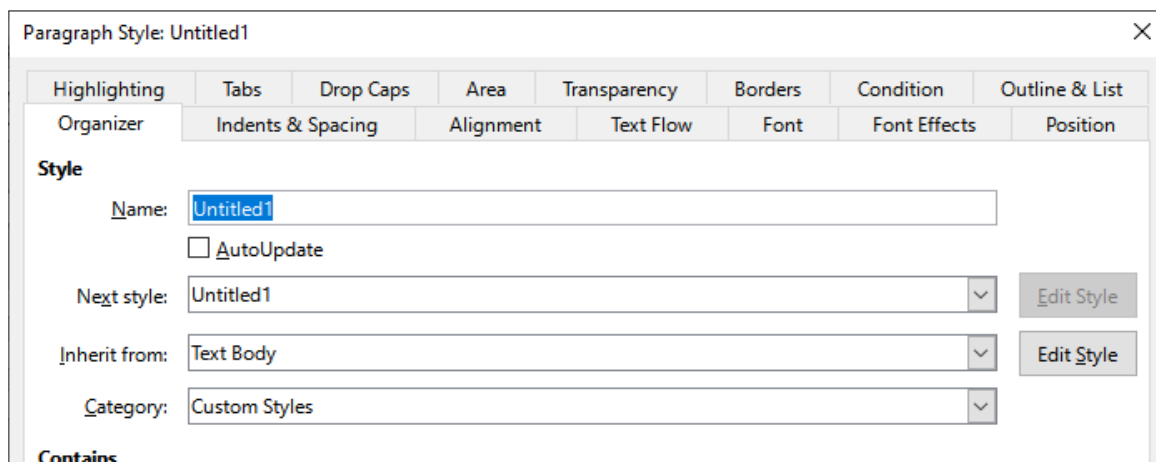 Paragraph Style: Untitled1
Highlighting Tabs Drop Caps Area Transparency Borders Condition Outline & List
Organizer Indents & Spacing Alignment Text Flow Font Font Effects Position
Style
Name: Untitled1
AutoUpdate
Next style: Untitled1 Edit Style
Inherit from: Text Body Edit Style
Category: Custom Styles
Contains